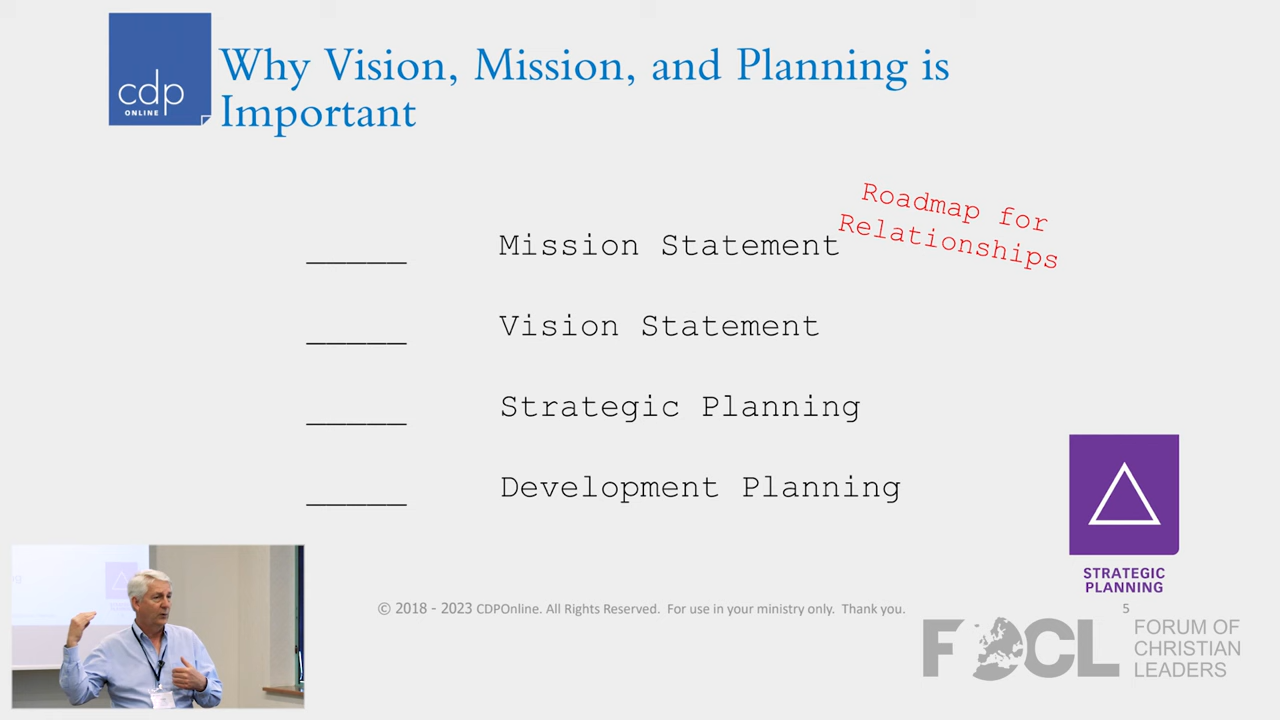 cdp
ONLINE
Why Vision, Mission, and Planning is
Important
Roadmap for
Relationships
_____ Mission Statement
_____ Vision Statement
_____ Strategic Planning
_____ Development Planning
STRATEGIC
PLANNING
© 2018 - 2023 CDPOnline. All Rights Reserved. For use in your ministry only. Thank you.
5
FOCL
FORUM OF
CHRISTIAN
LEADERS